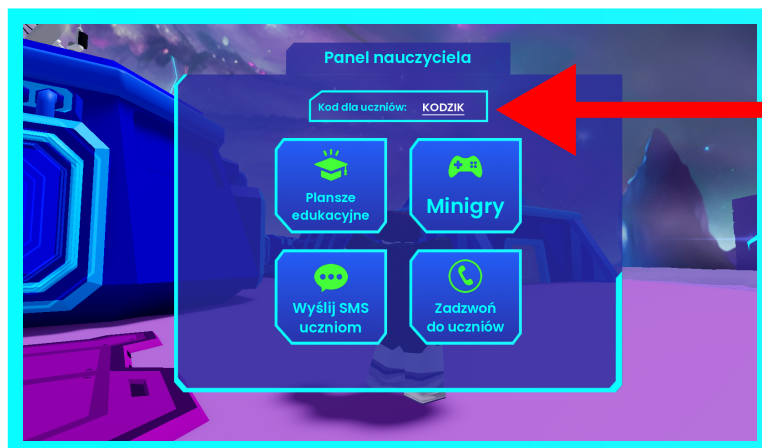 Panel nauczyciela
Kod dla uczniów: KODZIK
Plansze
edukacyjne
Minigry
Wyślij SMS
uczniom
Zadzwoń
do uczniów